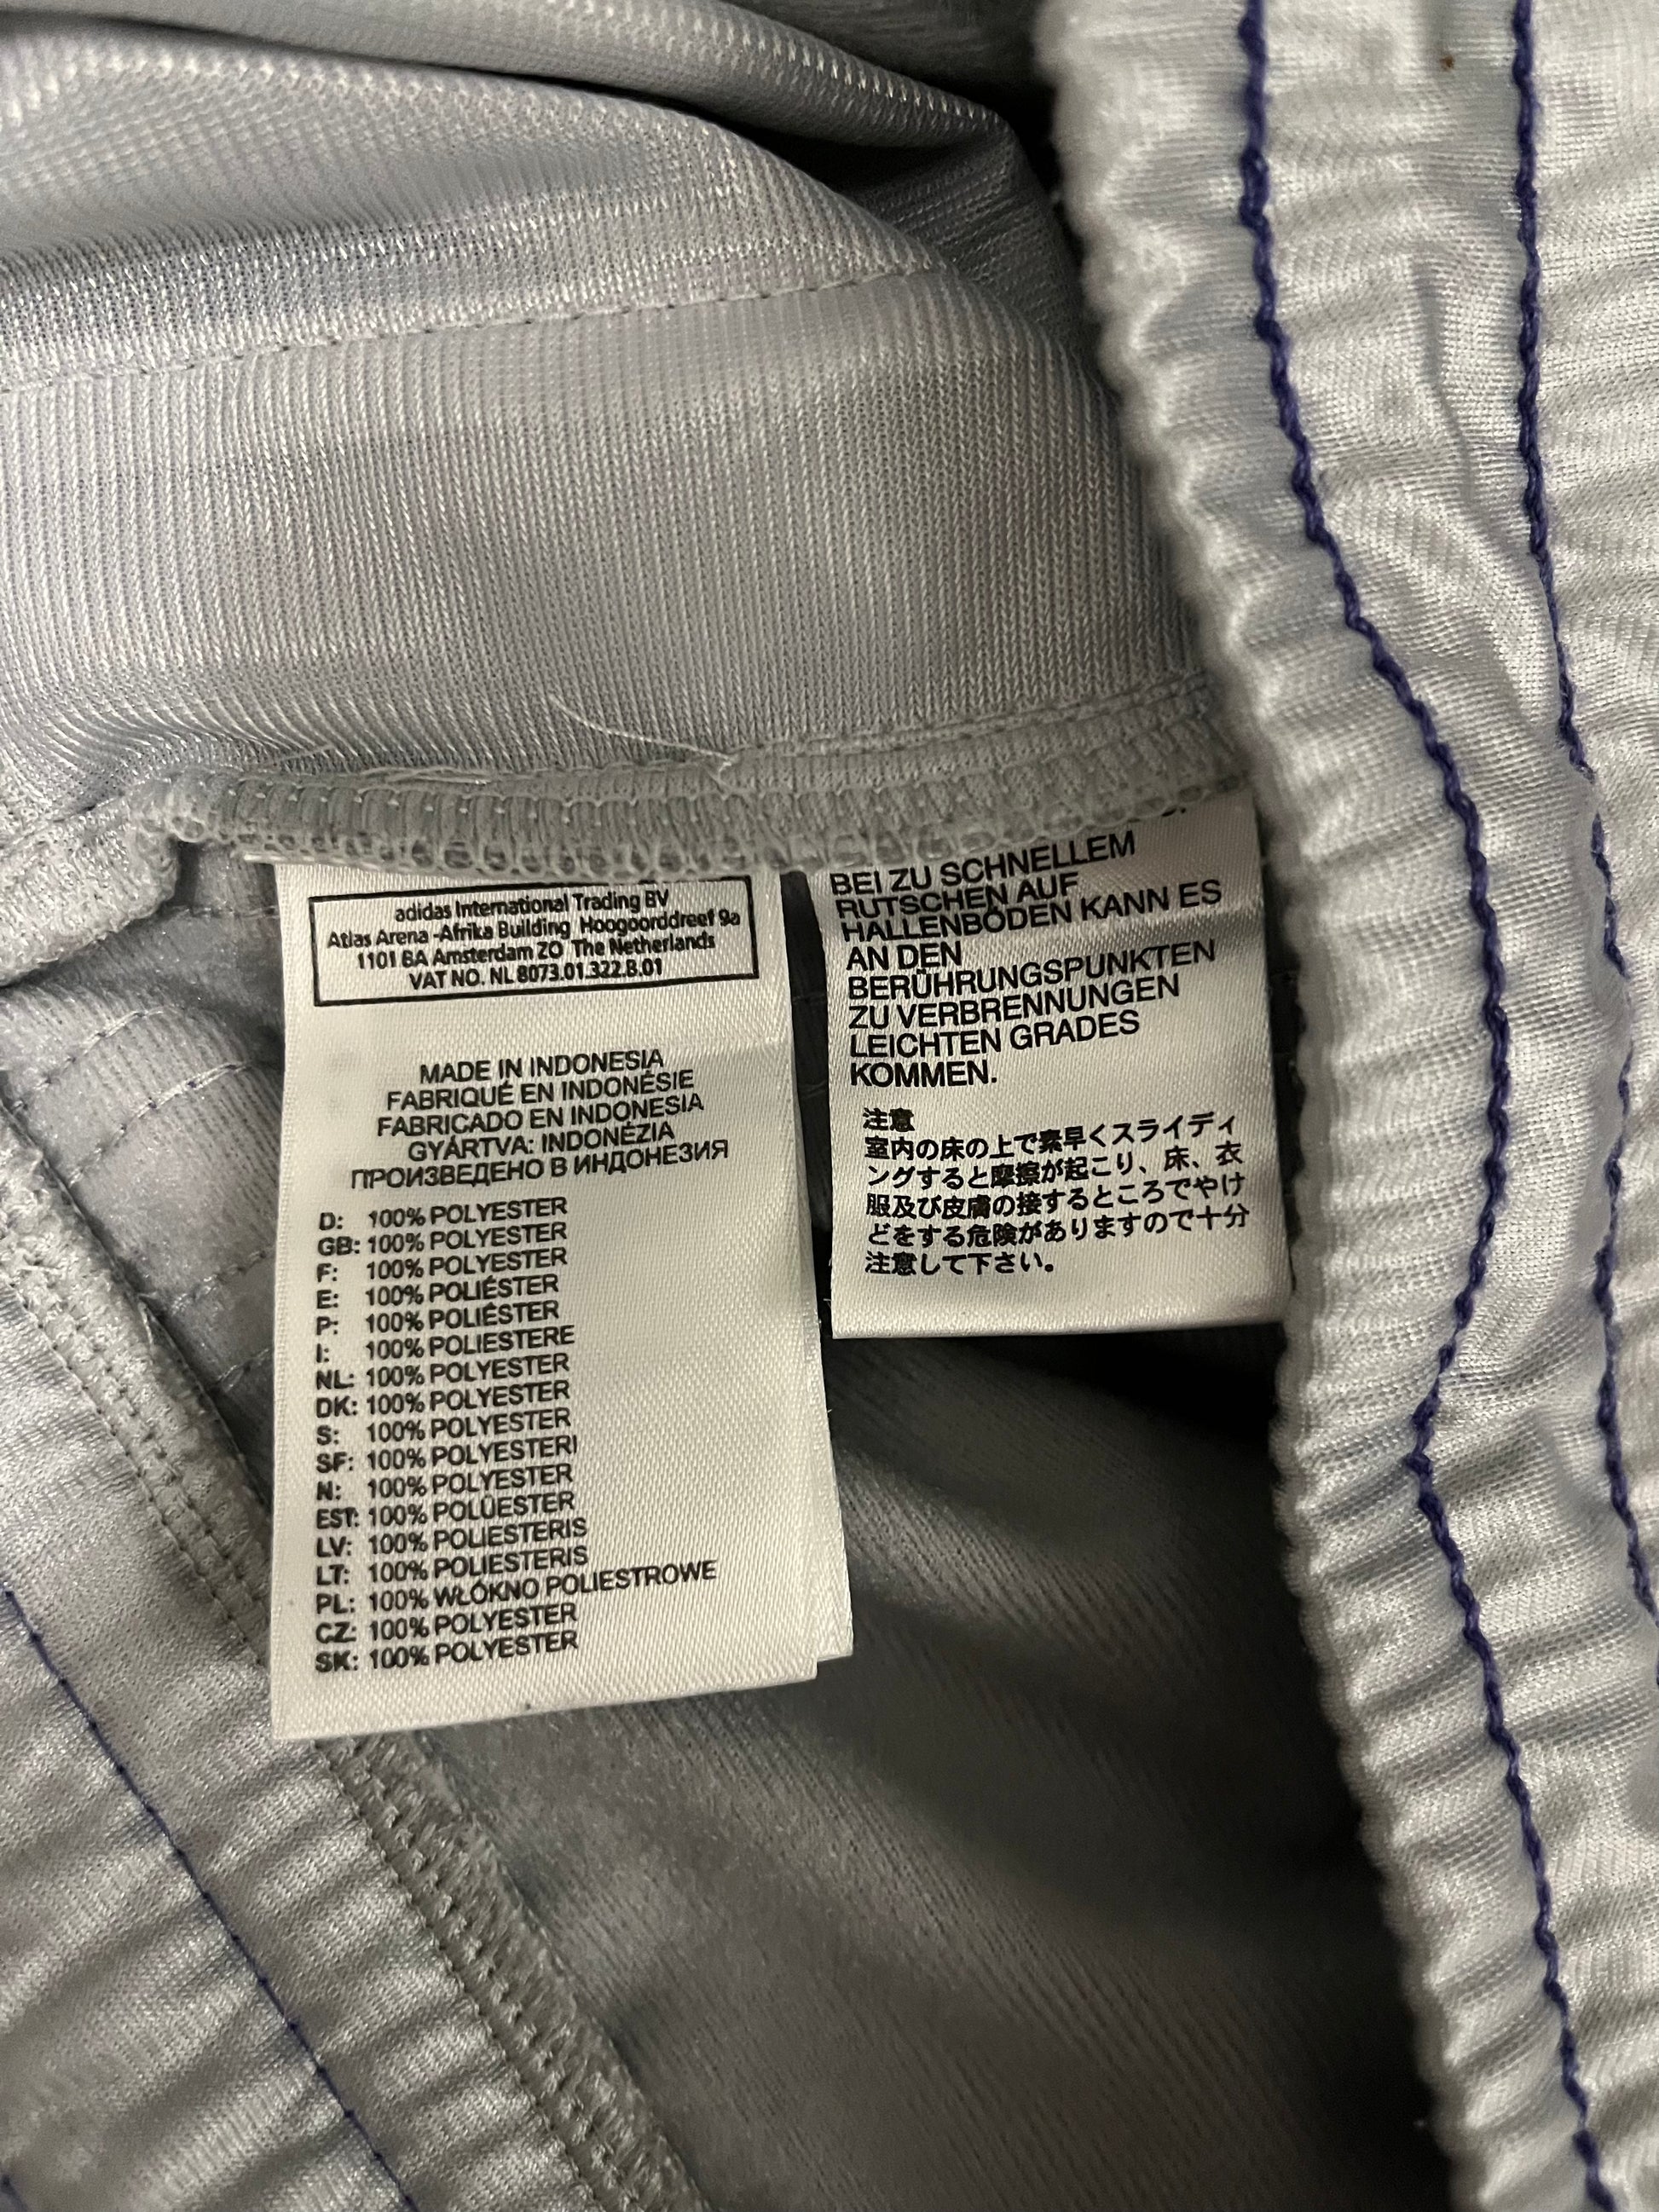 adidas International Trading BV
Atlas Arena -Afrika Building Hoogoorddreef 9a
1101 BA Amsterdam ZO The Netherlands
VAT NO. NL 8073.01.322.B.01
MADE IN INDONESIA
FABRIQUÉ EN INDONÉSIE
FABRICADO EN INDONESIA
GYÁRTVA: INDONÉZIA
ПРОИЗВЕДЕНО В ИНДОНЕЗИЯ
D: 100% POLYESTER
GB: 100% POLYESTER
F: 100% POLYESTER
E: 100% POLIÉSTER
P: 100% POLIÉSTER
I: 100% POLIESTERE
NL: 100% POLYESTER
DK: 100% POLYESTER
S: 100% POLYESTER
SF: 100% POLYESTERI
N: 100% POLYESTER
EST: 100% POLÜESTER
LV: 100% POLIESTERIS
LT: 100% POLIESTERIS
PL: 100% WŁÓKNO POLIESTROWE
CZ: 100% POLYESTER
SK: 100% POLYESTER
BEI ZU SCHNELLEM
RUTSCHEN AUF
HALLENBÖDEN KANN ES
AN DEN
BERÜHRUNGSPUNKTEN
ZU VERBRENNUNGEN
LEICHTEN GRADES
KOMMEN.
注意
室内の床の上で素早くスライディ
ングすると摩擦が起こり、床、衣
服及び皮膚の接するところでやけ
どをする危険がありますので十分
注意して下さい。